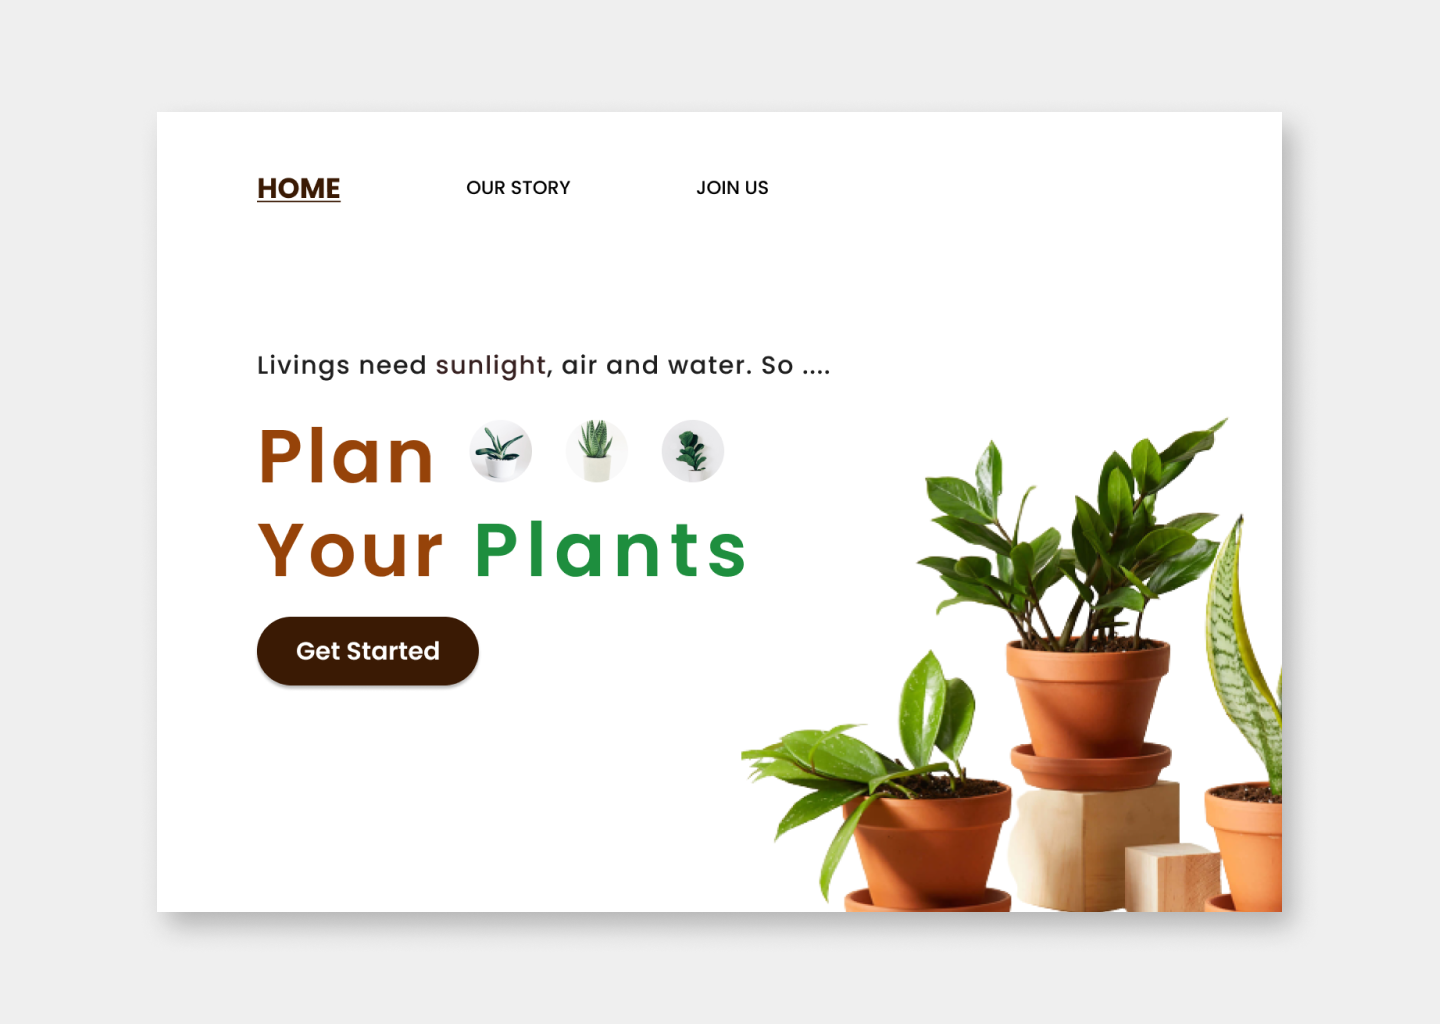 HOME OUR STORY JOIN US
Livings need sunlight, air and water. So ....
Plan
Your Plants
Get Started